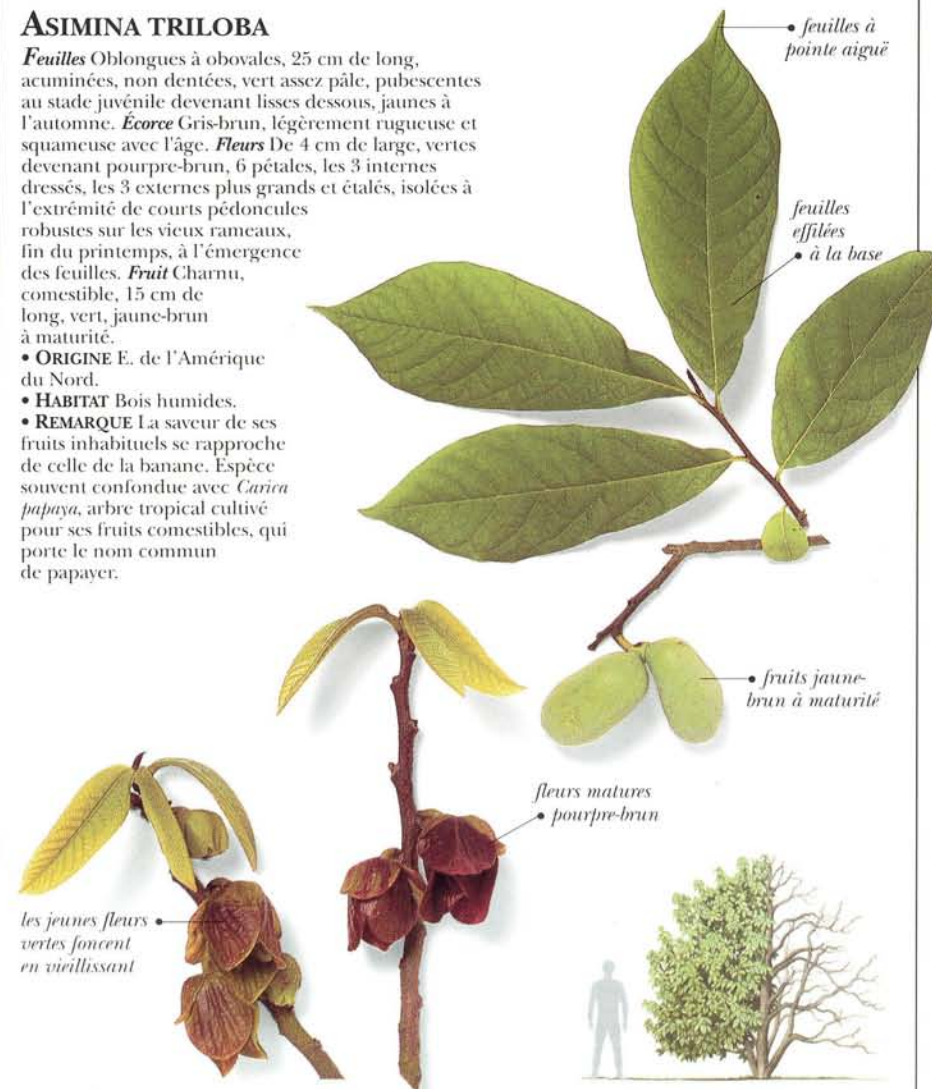 ASIMINA TRILOBA
Feuilles Oblongues à obovales, 25 cm de long,
acuminées, non dentées, vert assez pâle, pubescentes
au stade juvénile devenant lisses dessous, jaunes à
l'automne. Écorce Gris-brun, légèrement rugueuse et
squameuse avec l'âge. Fleurs De 4 cm de large, vertes
devenant pourpre-brun, 6 pétales, les 3 internes
dressés, les 3 externes plus grands et étalés, isolées à
l'extrémité de courts pédoncules
robustes sur les vieux rameaux,
fin du printemps, à l'émergence
des feuilles. Fruit Charnu,
comestible, 15 cm de
long, vert, jaune-brun
à maturité.
• ORIGINE E. de l'Amérique
du Nord.
• HABITAT Bois humides.
• REMARQUE La saveur de ses
fruits inhabituels se rapproche
de celle de la banane. Espèce
souvent confondue avec Carica
papaya, arbre tropical cultivé
pour ses fruits comestibles, qui
porte le nom commun
de papayer.
feuilles à
pointe aiguë
feuilles
effilées
à la base
fruits jaune-
brun à maturité
fleurs matures
pourpre-brun
les jeunes fleurs
vertes foncent
en vieillissant